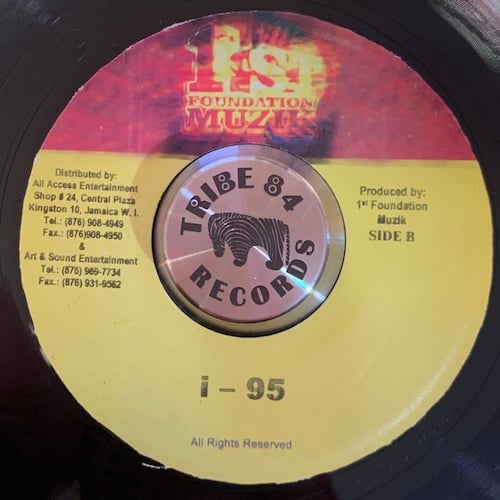 1st
FOUNDATION
MUZIK
Distributed by:
All Access Entertainment
Shop # 24, Central Plaza
Kingston 10, Jamaica W. I.
Tel.: (876) 908-4949
Fax.: (876)908-4950
&
Art & Sound Entertainment
Tel.: (876) 969-7734
Fax.: (876) 931-9562
TRIBE 84
RECORDS
Produced by:
1st Foundation
Muzik
SIDE B
i - 95
All Rights Reserved